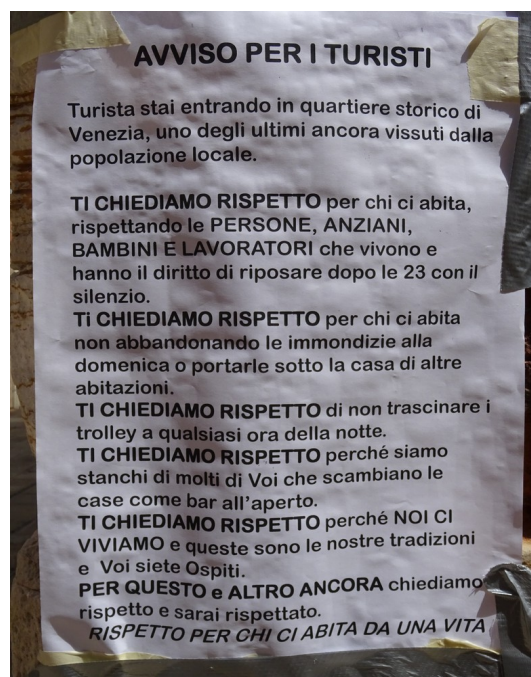 AVVISO PER I TURISTI
Turista stai entrando in quartiere storico di
Venezia, uno degli ultimi ancora vissuti dalla
popolazione locale.
TI CHIEDIAMO RISPETTO per chi ci abita,
rispettando le PERSONE, ANZIANI,
BAMBINI E LAVORATORI che vivono e
hanno il diritto di riposare dopo le 23 con il
silenzio.
Ti CHIEDIAMO RISPETTO per chi ci abita
non abbandonando le immondizie alla
domenica o portarle sotto la casa di altre
abitazioni.
TI CHIEDIAMO RISPETTO di non trascinare i
trolley a qualsiasi ora della notte.
TI CHIEDIAMO RISPETTO perché siamo
stanchi di molti di Voi che scambiano le
case come bar all'aperto.
TI CHIEDIAMO RISPETTO perché NOI CI
VIVIAMO e queste sono le nostre tradizioni
e Voi siete Ospiti.
PER QUESTO e ALTRO ANCORA chiediamo
rispetto e sarai rispettato.
RISPETTO PER CHI CI ABITA DA UNA VITA